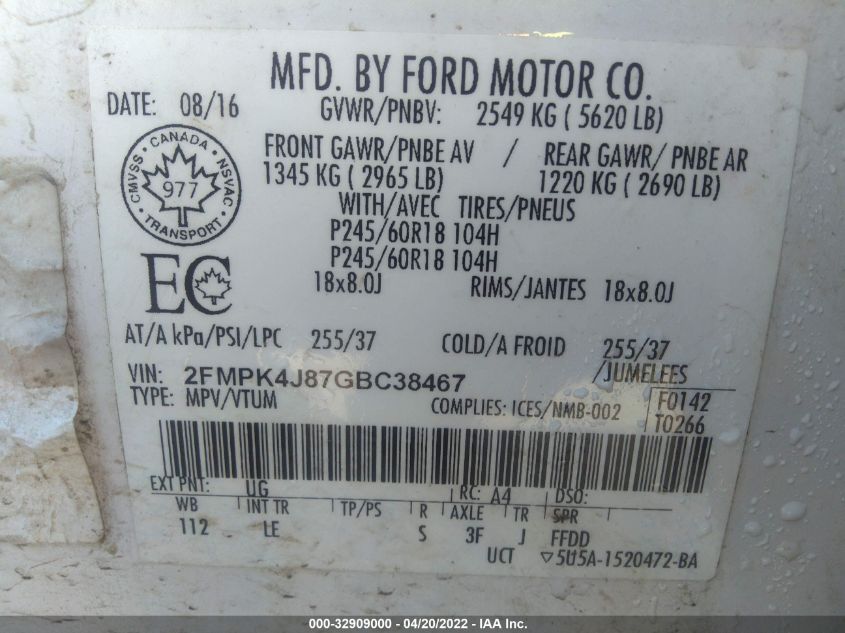 MFD. BY FORD MOTOR CO.
DATE: 08/16
GVWR/PNBV: 2549 KG ( 5620 LB)
FRONT GAWR/PNBE AV / REAR GAWR/ PNBE AR
1345 KG ( 2965 LB) 1220 KG ( 2690 LB)
WITH/AVEC TIRES/PNEUS
P245/60R18 104H
P245/60R18 104H
18x8.0J RIMS/JANTES 18x8.0J
CMVSS CANADA NSVAC
977
TRANSPORT
EC
AT/A kPa/PSI/LPC 255/37 COLD/A FROID 255/37
VIN: 2FMPK4J87GBC38467 /JUMELEES
TYPE: MPV/VTUM COMPLIES: ICES/NMB-002 F0142
T0266
EXT PNT: UG RC: A4 DSO:
WB INT TR TP/PS R AXLE TR SPR
112 LE S 3F J FFDD
UCT ▽5U5A-1520472-BA
000-32909000 - 04/20/2022 - IAA Inc.